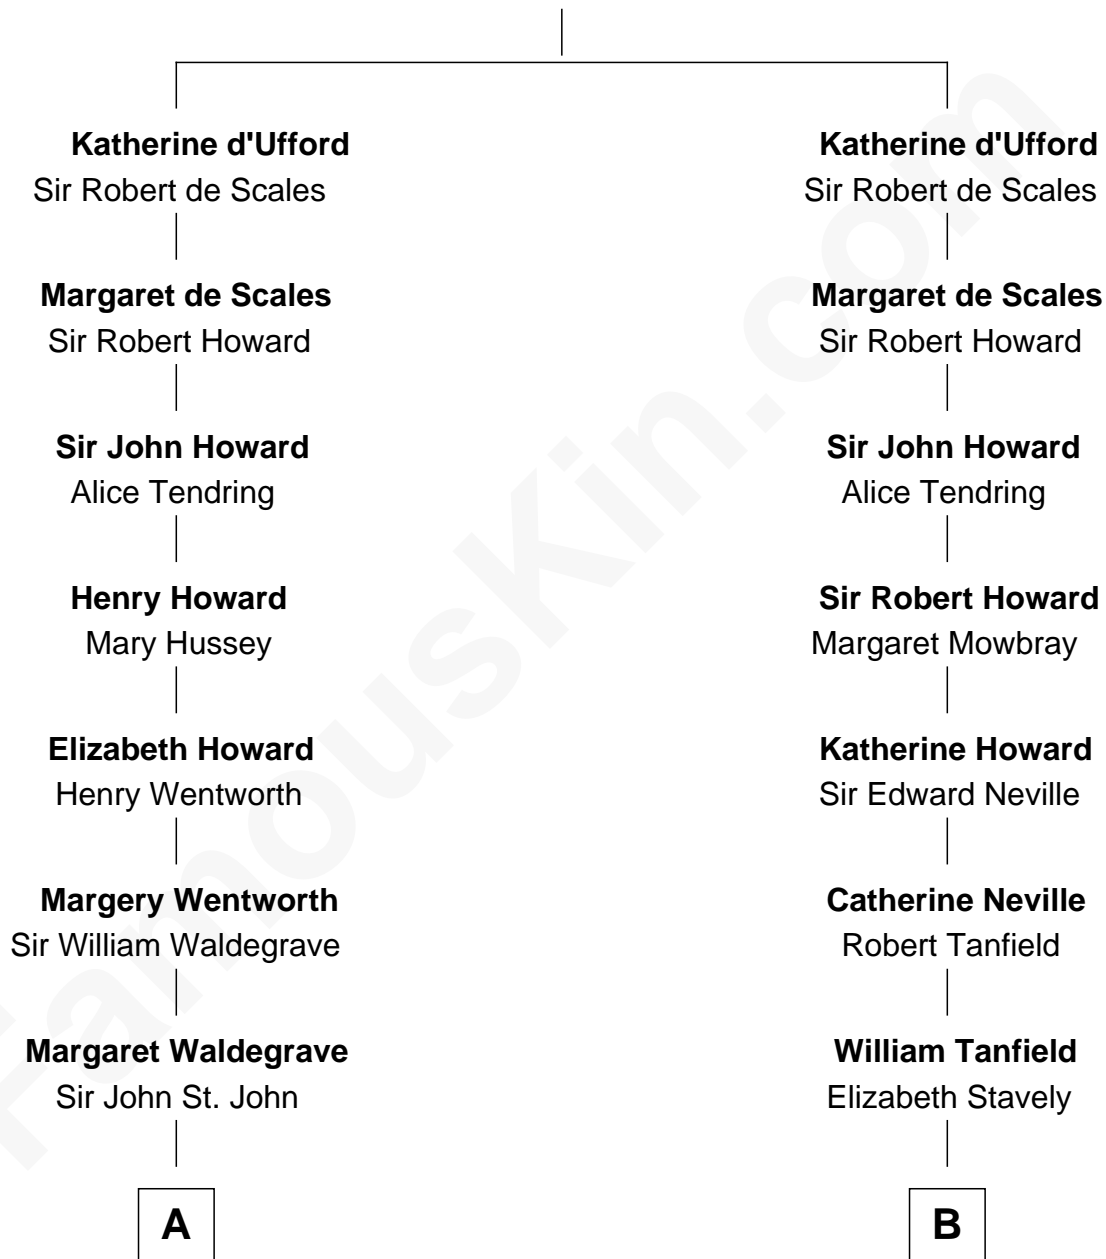 Katherine d'Ufford
Sir Robert de Scales
Margaret de Scales
Sir Robert Howard
Sir John Howard
Alice Tendring
Henry Howard
Mary Hussey
Elizabeth Howard
Henry Wentworth
Margery Wentworth
Sir William Waldegrave
Margaret Waldegrave
Sir John St. John
A
Katherine d'Ufford
Sir Robert de Scales
Margaret de Scales
Sir Robert Howard
Sir John Howard
Alice Tendring
Sir Robert Howard
Margaret Mowbray
Katherine Howard
Sir Edward Neville
Catherine Neville
Robert Tanfield
William Tanfield
Elizabeth Stavely
B
FamousKin.com